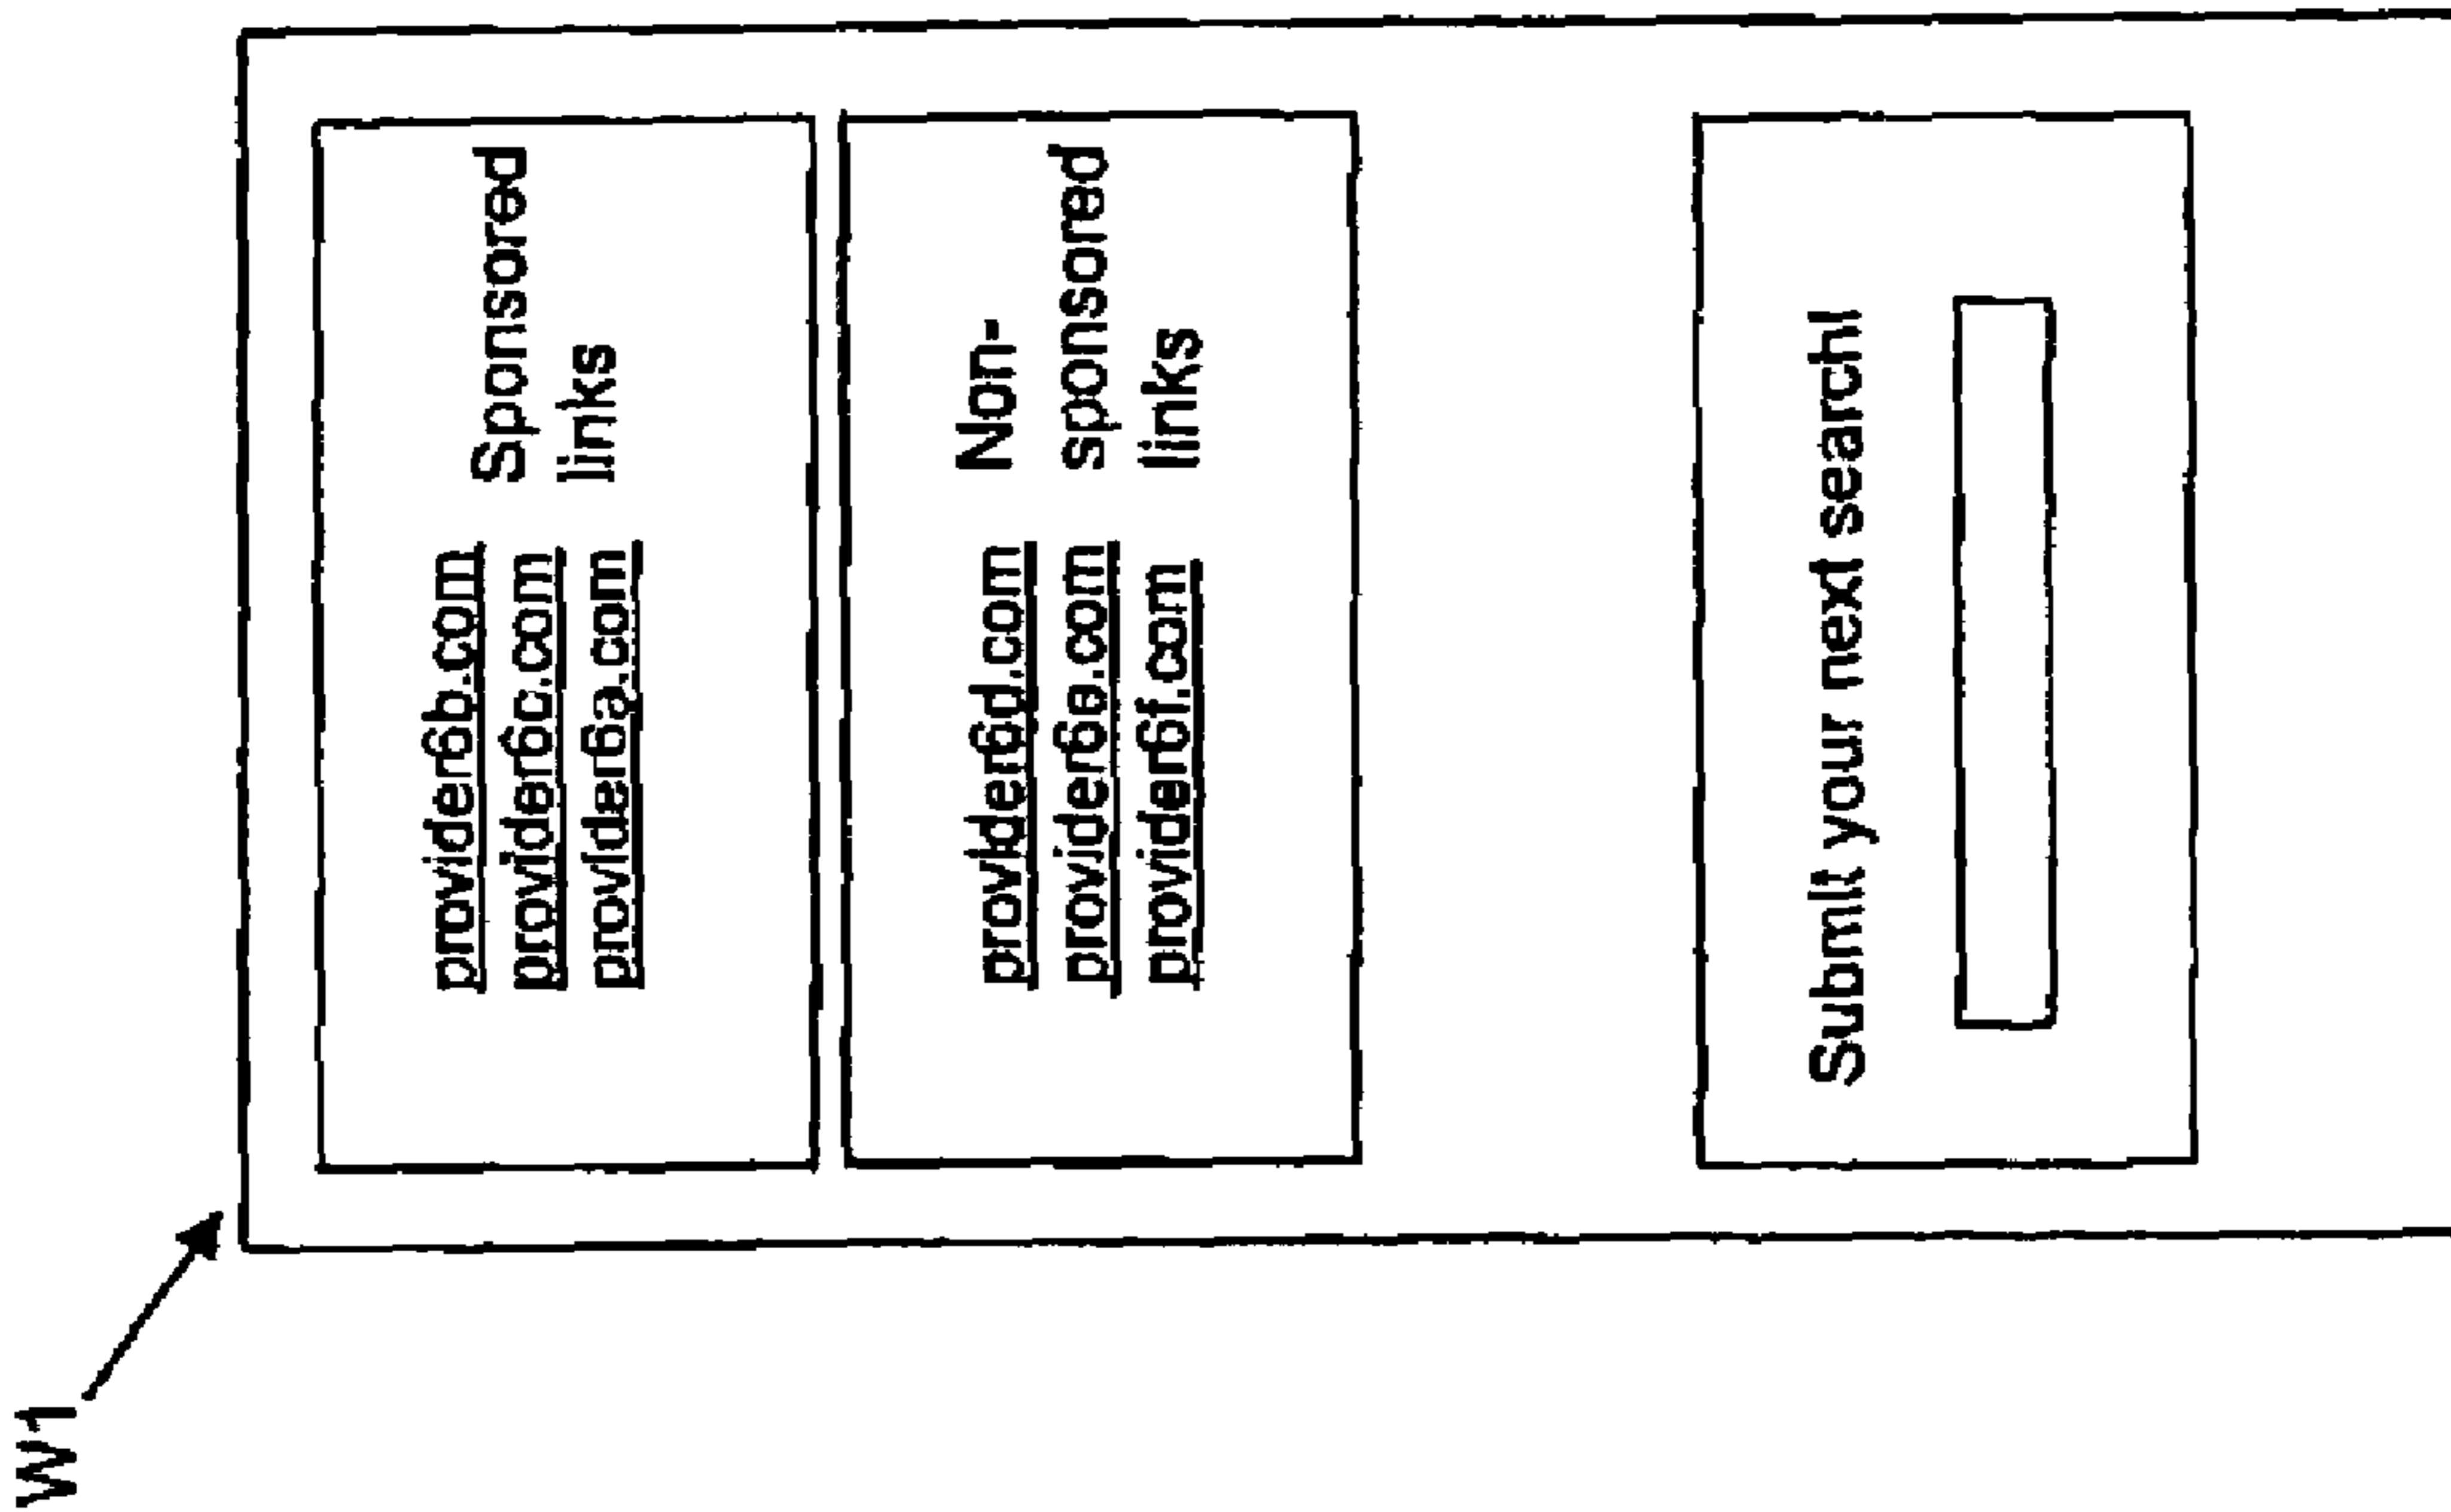 W1
provider6b.com
provider6c.com
provider6a.com
Sponsored
links
provider6d.com
provider6e.com
provider6f.com
Non-
sponsored
links
Submit your next search!